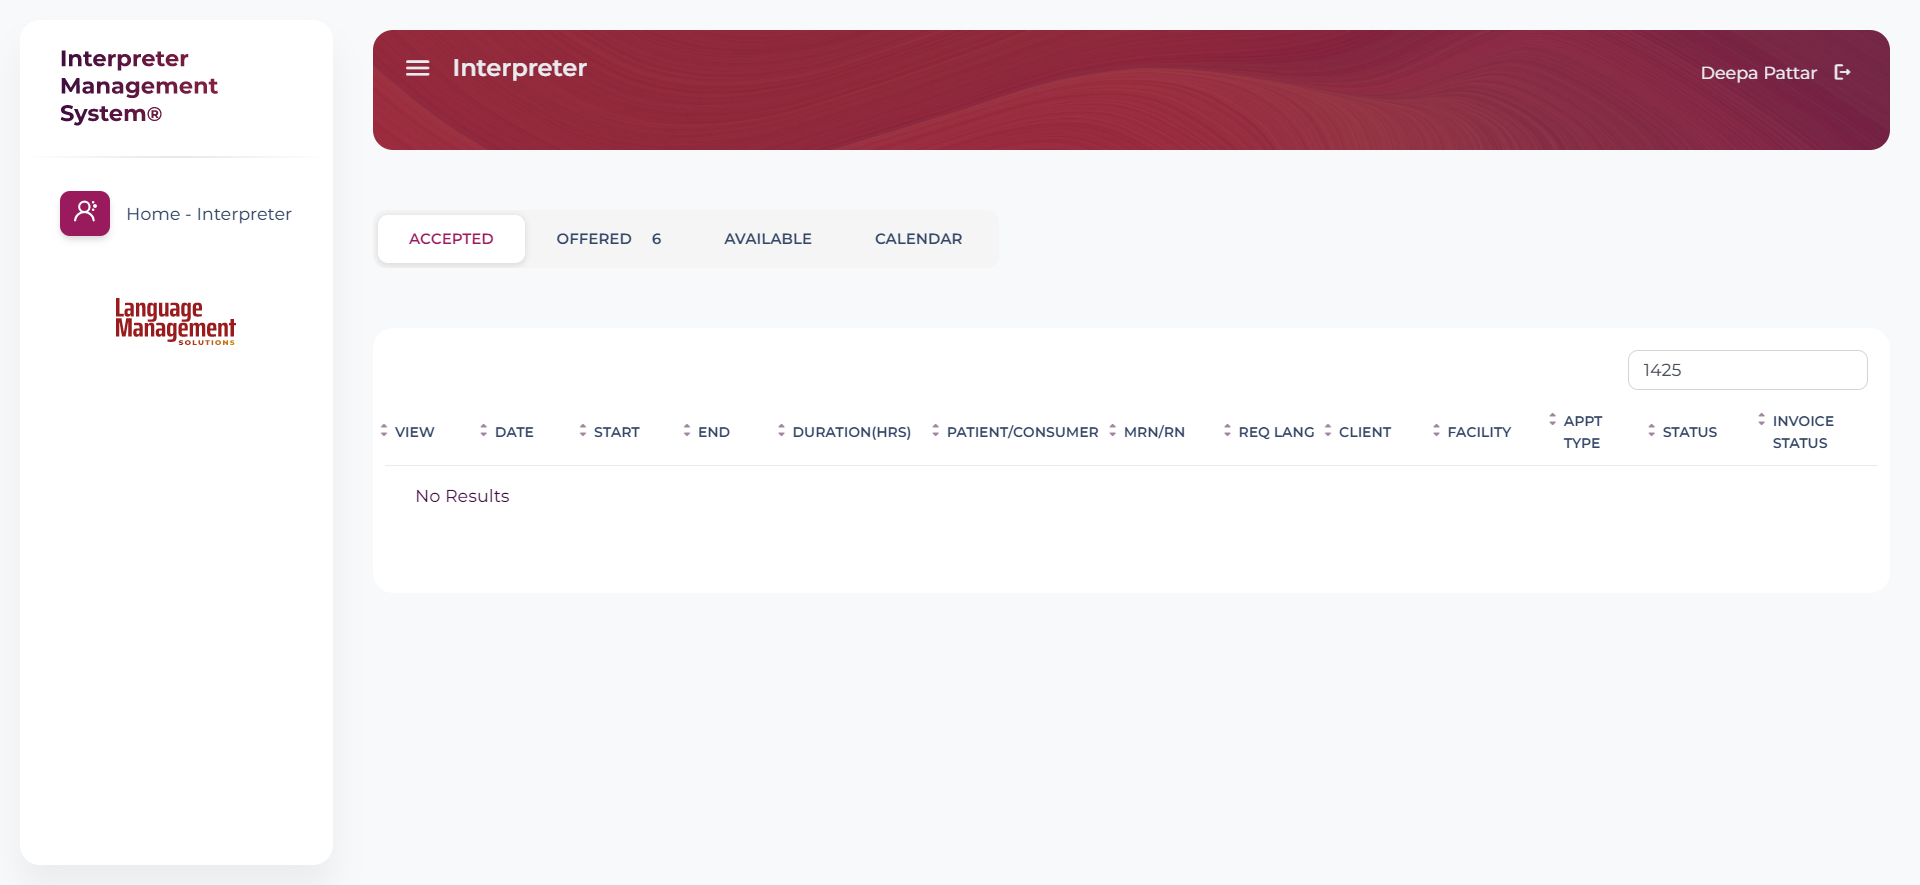 Interpreter
Management
System®
Home - Interpreter
Language
Management
SOLUTIONS
Interpreter
Deepa Pattar
ACCEPTED OFFERED 6 AVAILABLE CALENDAR
1425
VIEW DATE START END DURATION(HRS) PATIENT/CONSUMER MRN/RN REQ LANG CLIENT FACILITY APPT TYPE STATUS INVOICE STATUS
No Results